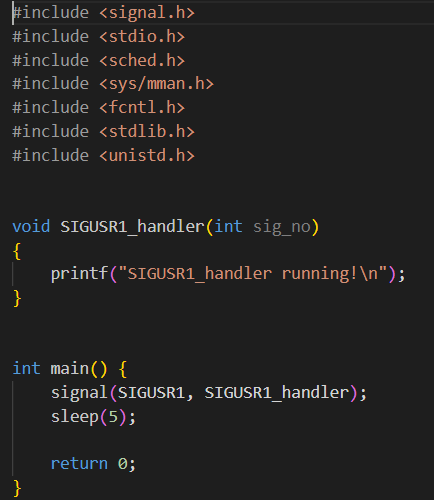 #include <signal.h>
#include <stdio.h>
#include <sched.h>
#include <sys/mman.h>
#include <fcntl.h>
#include <stdlib.h>
#include <unistd.h>
void SIGUSR1_handler(int sig_no)
{
    printf("SIGUSR1_handler running!\n");
}
int main() {
    signal(SIGUSR1, SIGUSR1_handler);
    sleep(5);
    return 0;
}